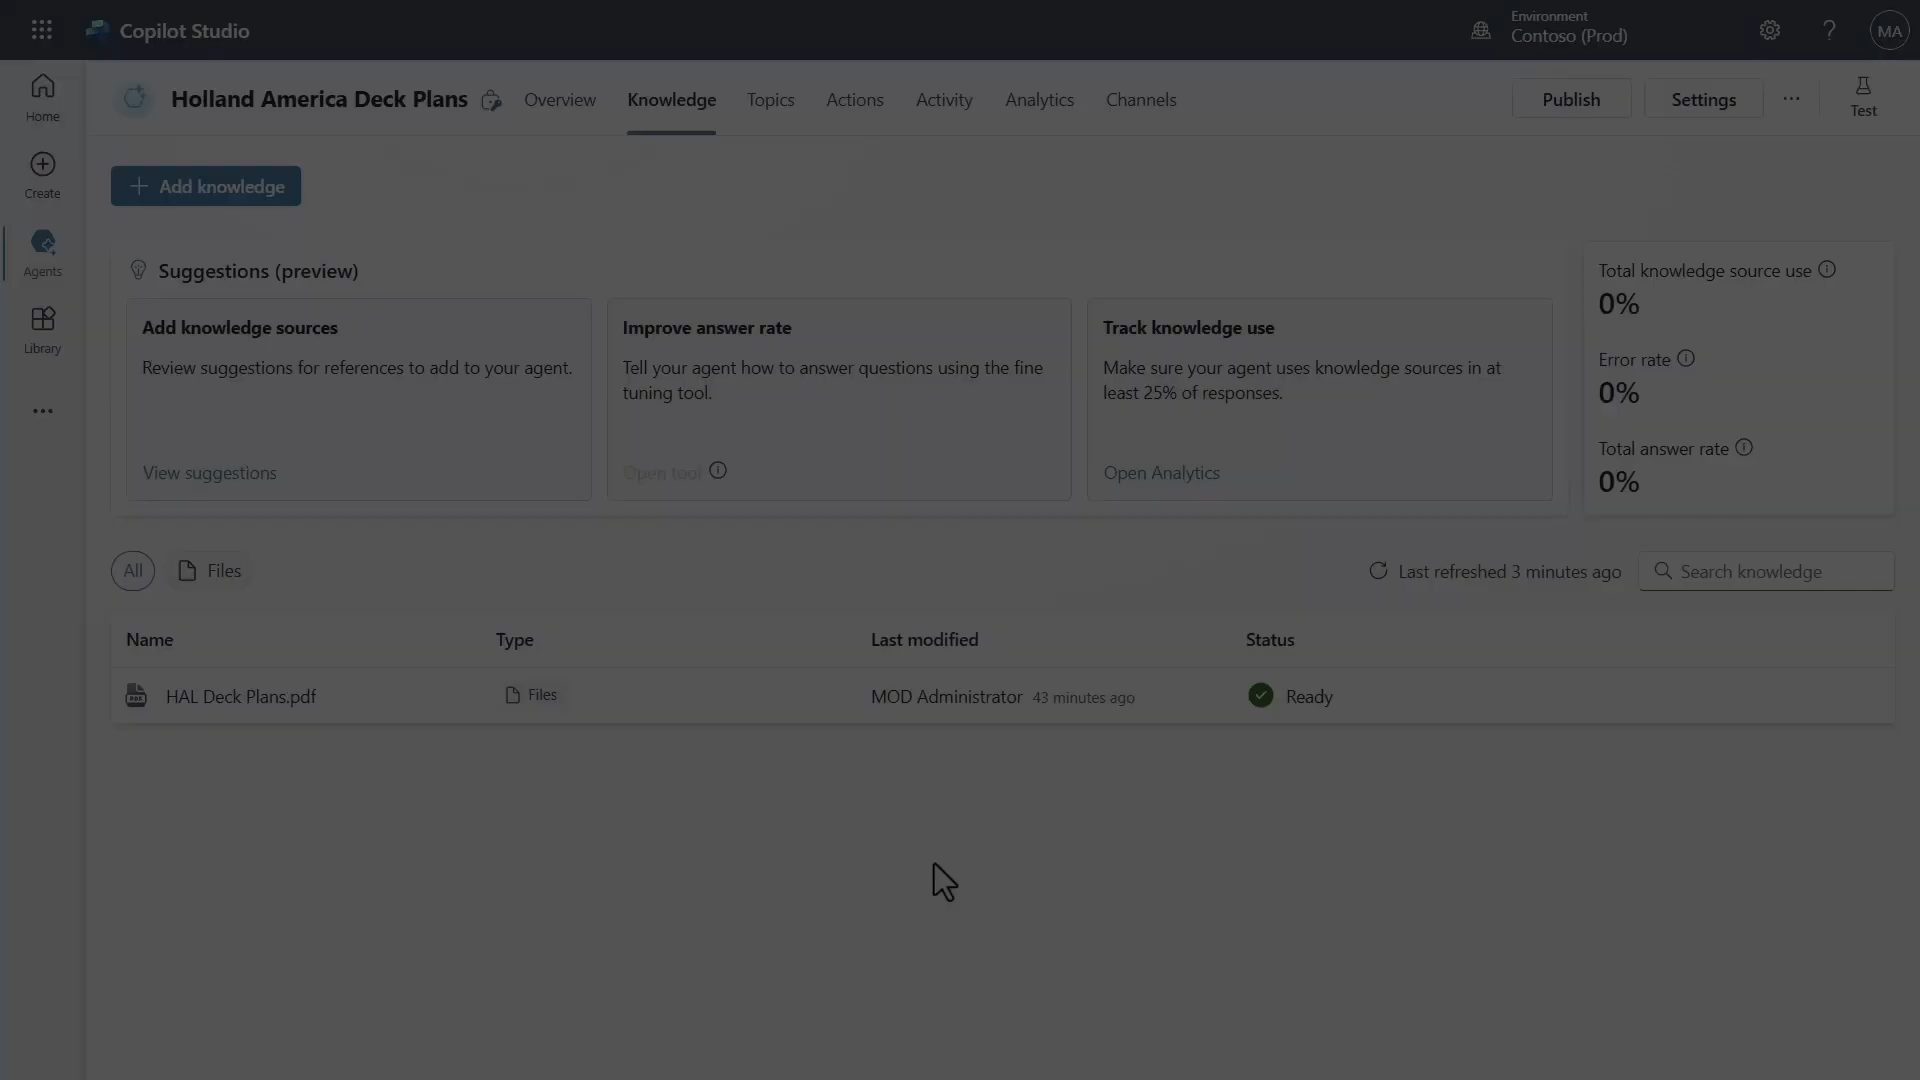 Copilot Studio
Environment
Contoso (Prod)
MA
Home
Create
Agents
Library
Holland America Deck Plans
Overview
Knowledge
Topics
Actions
Activity
Analytics
Channels
Publish
Settings
Test
Add knowledge
Suggestions (preview)
Add knowledge sources
Review suggestions for references to add to your agent.
View suggestions
Improve answer rate
Tell your agent how to answer questions using the fine
tuning tool.
Open tool
Track knowledge use
Make sure your agent uses knowledge sources in at
least 25% of responses.
Open Analytics
Total knowledge source use
0%
Error rate
0%
Total answer rate
0%
All
Files
Last refreshed 3 minutes ago
Search knowledge
Name Type Last modified Status
HAL Deck Plans.pdf Files MOD Administrator 43 minutes ago Ready